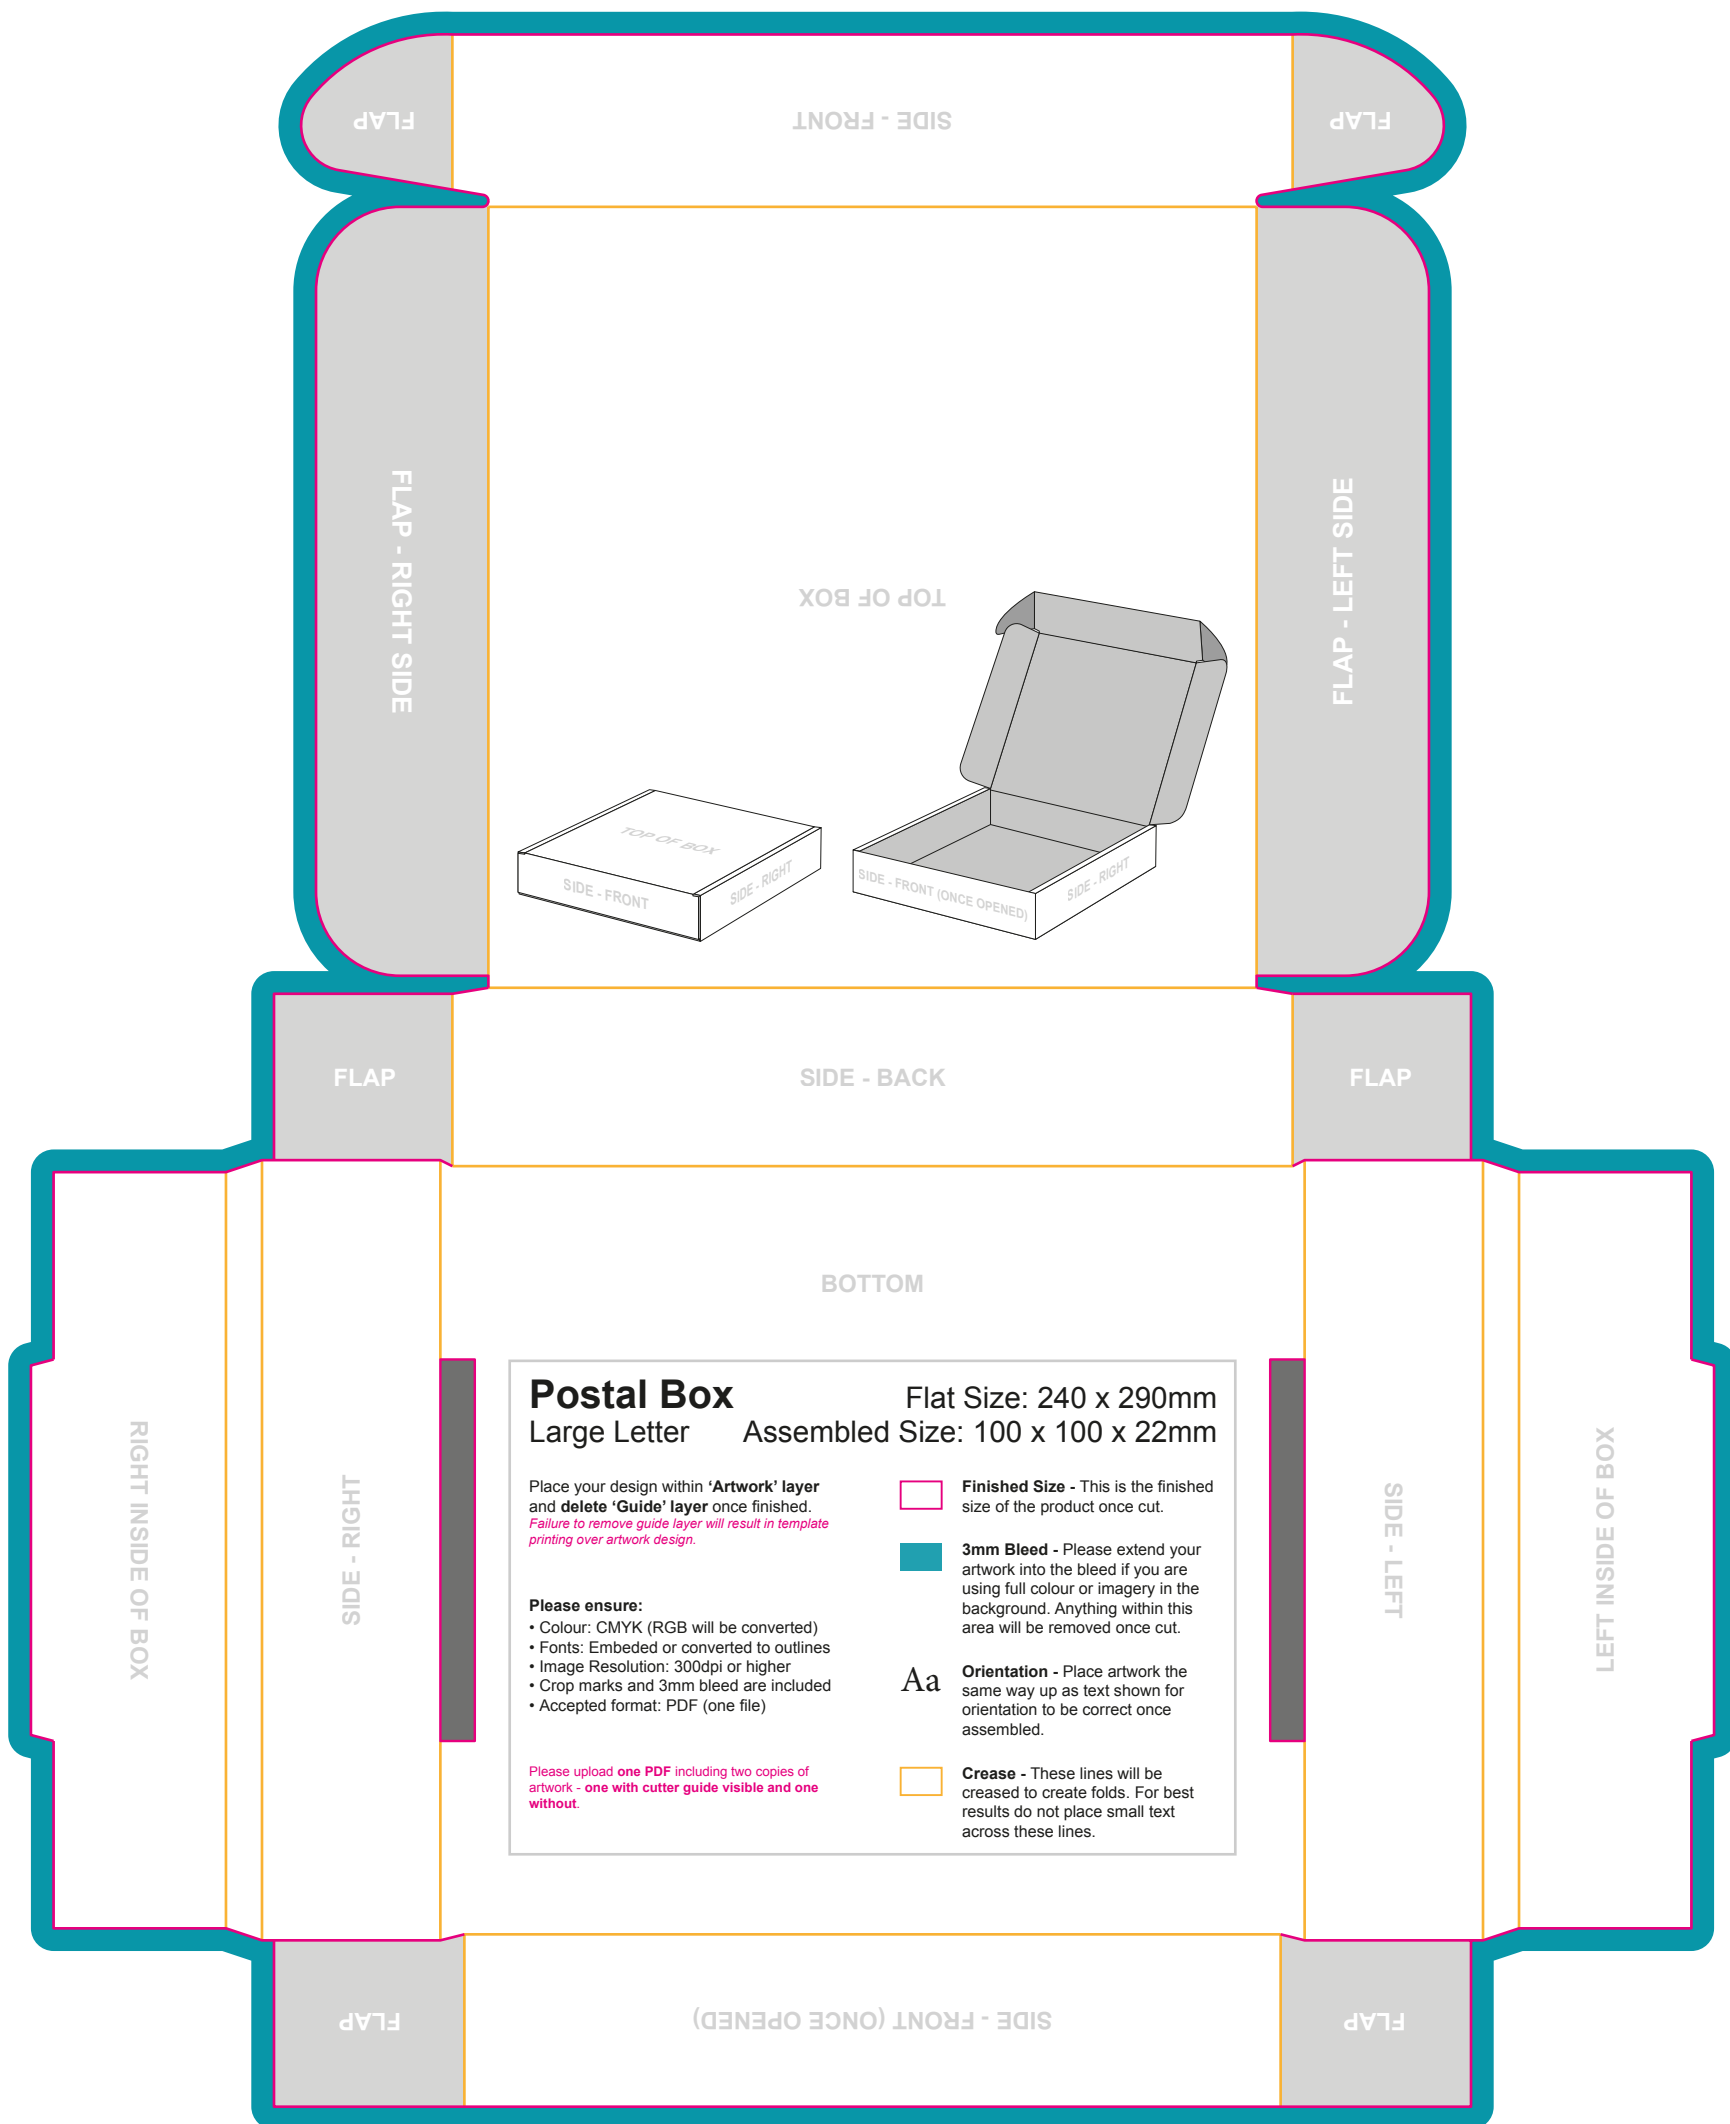 FLAP
SIDE - FRONT
FLAP
FLAP - RIGHT SIDE
FLAP - LEFT SIDE
TOP OF BOX
TOP OF BOX
SIDE - FRONT
SIDE - RIGHT
SIDE - FRONT (ONCE OPENED)
SIDE - RIGHT
FLAP
SIDE - BACK
FLAP
BOTTOM
RIGHT INSIDE OF BOX
SIDE - RIGHT
Postal Box
Flat Size: 240 x 290mm
Large Letter
Assembled Size: 100 x 100 x 22mm
Place your design within ‘Artwork’ layer
and delete ‘Guide’ layer once finished.
Failure to remove guide layer will result in template
printing over artwork design.
Please ensure:
• Colour: CMYK (RGB will be converted)
• Fonts: Embeded or converted to outlines
• Image Resolution: 300dpi or higher
• Crop marks and 3mm bleed are included
• Accepted format: PDF (one file)
Please upload one PDF including two copies of
artwork - one with cutter guide visible and one
without.
Finished Size - This is the finished
size of the product once cut.
3mm Bleed - Please extend your
artwork into the bleed if you are
using full colour or imagery in the
background. Anything within this
area will be removed once cut.
Aa
Orientation - Place artwork the
same way up as text shown for
orientation to be correct once
assembled.
Crease - These lines will be
creased to create folds. For best
results do not place small text
across these lines.
SIDE - LEFT
LEFT INSIDE OF BOX
FLAP
SIDE - FRONT (ONCE OPENED)
FLAP